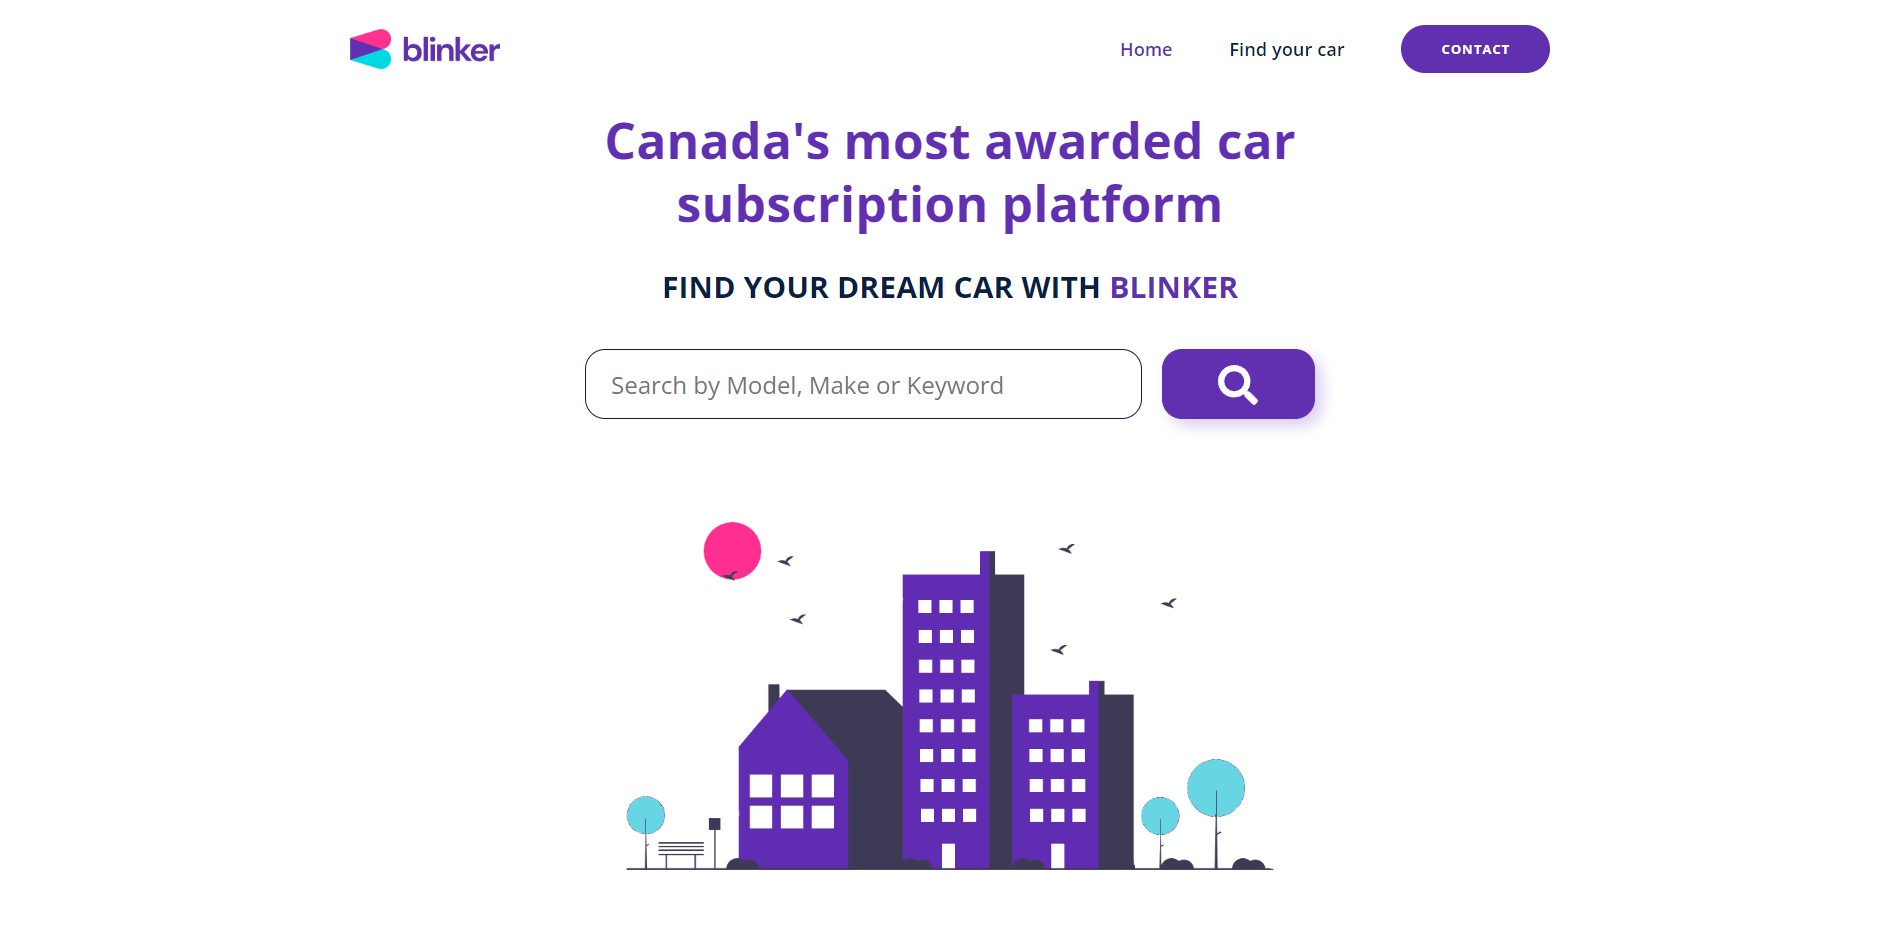 blinker
Home
Find your car
CONTACT
Canada's most awarded car
subscription platform
FIND YOUR DREAM CAR WITH BLINKER
Search by Model, Make or Keyword